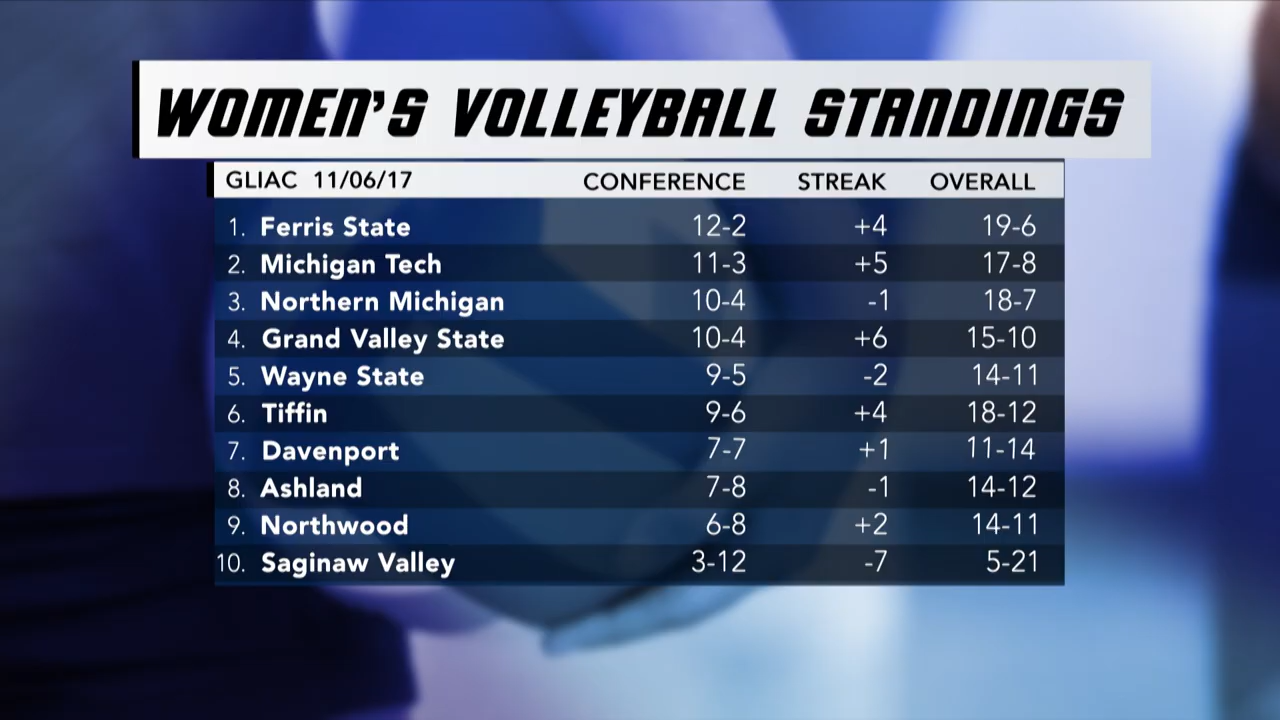 WOMEN'S VOLLEYBALL STANDINGS
GLIAC 11/06/17 CONFERENCE STREAK OVERALL
1. Ferris State 12-2 +4 19-6
2. Michigan Tech 11-3 +5 17-8
3. Northern Michigan 10-4 -1 18-7
4. Grand Valley State 10-4 +6 15-10
5. Wayne State 9-5 -2 14-11
6. Tiffin 9-6 +4 18-12
7. Davenport 7-7 +1 11-14
8. Ashland 7-8 -1 14-12
9. Northwood 6-8 +2 14-11
10. Saginaw Valley 3-12 -7 5-21